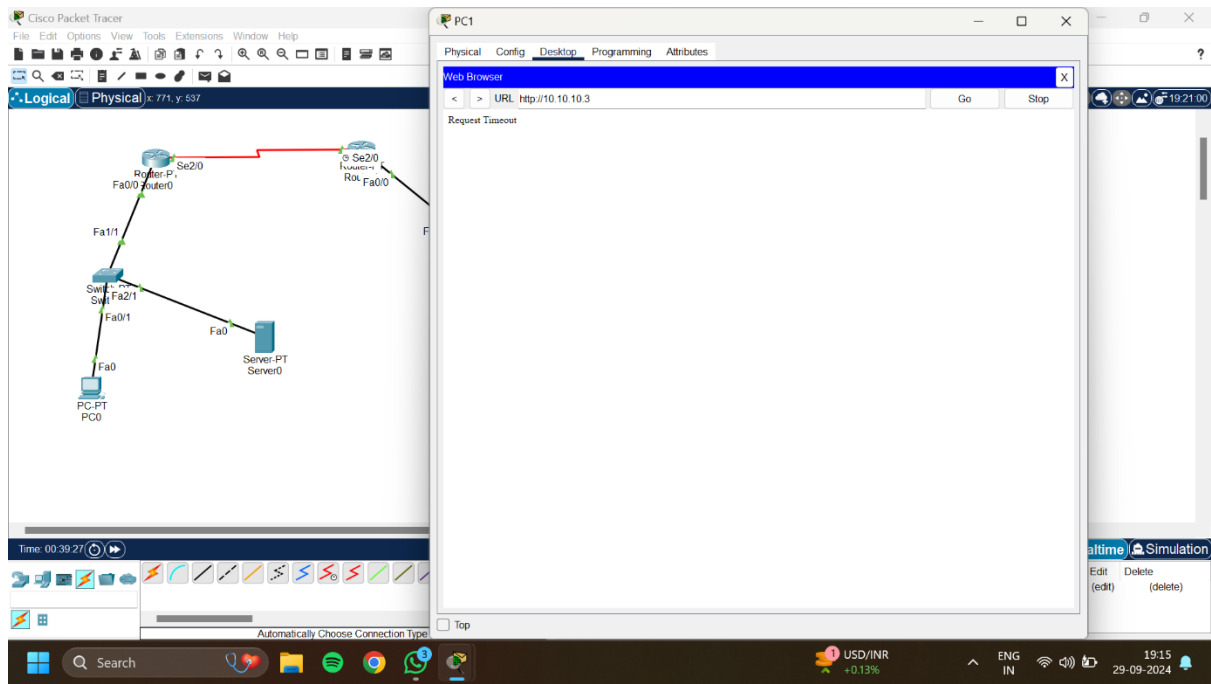 Cisco Packet Tracer
File Edit Options View Tools Extensions Window Help
Logical Physical x: 771, y: 537
PC1
Physical Config Desktop Programming Attributes
Web Browser X
< > URL http://10.10.10.3 Go Stop
Request Timeout
?
19:21:00
Se2/0
Se2/0
Fa0/0
Router0
Fa0/0
Fa1/1
F
Fa2/1
Fa0/1
Fa0
Server-PT
Server0
Fa0
PC-PT
PC0
Time: 00:39:27
Simulation
Edit Delete
(edit) (delete)
Automatically Choose Connection Type
Top
Search
3
1
USD/INR
+0.13%
ENG
IN
19:15
29-09-2024